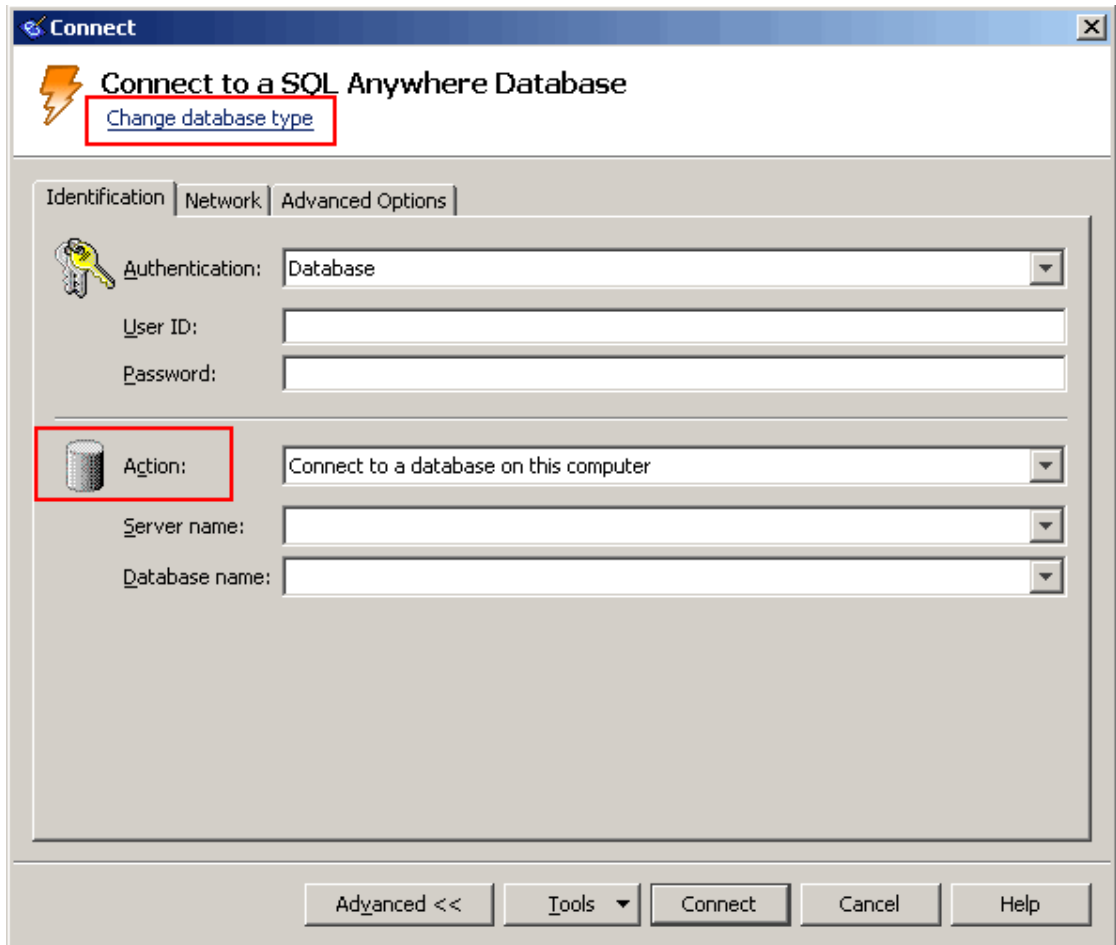 Connect
Connect to a SQL Anywhere Database
Change database type
Identification Network Advanced Options
Authentication: Database
User ID:
Password:
Action: Connect to a database on this computer
Server name:
Database name:
Advanced << Tools Connect Cancel Help